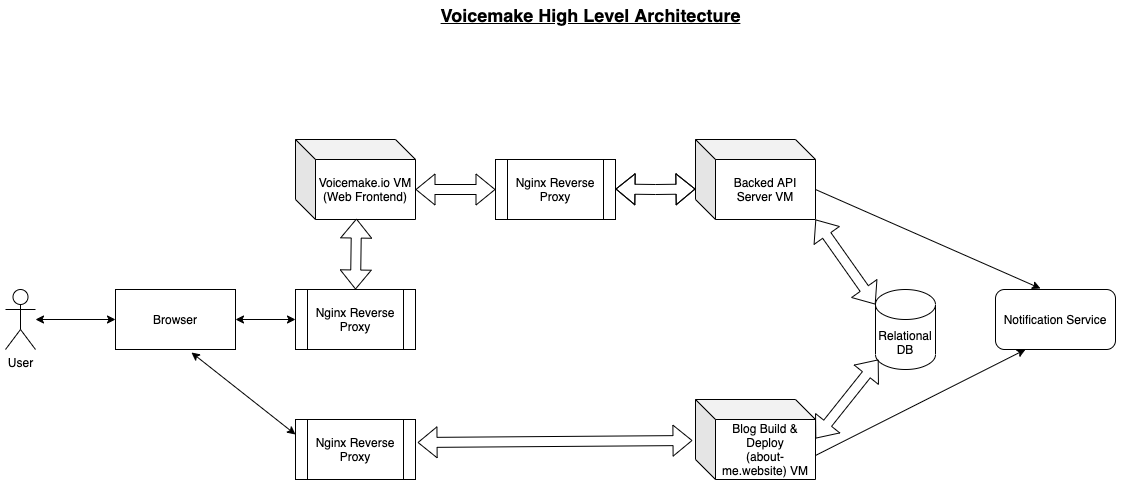 Voicemake High Level Architecture
Voicemake.io VM
(Web Frontend)
Nginx Reverse
Proxy
Backed API
Server VM
User
Browser
Nginx Reverse
Proxy
Relational
DB
Notification Service
Nginx Reverse
Proxy
Blog Build &
Deploy
(about-
me.website) VM